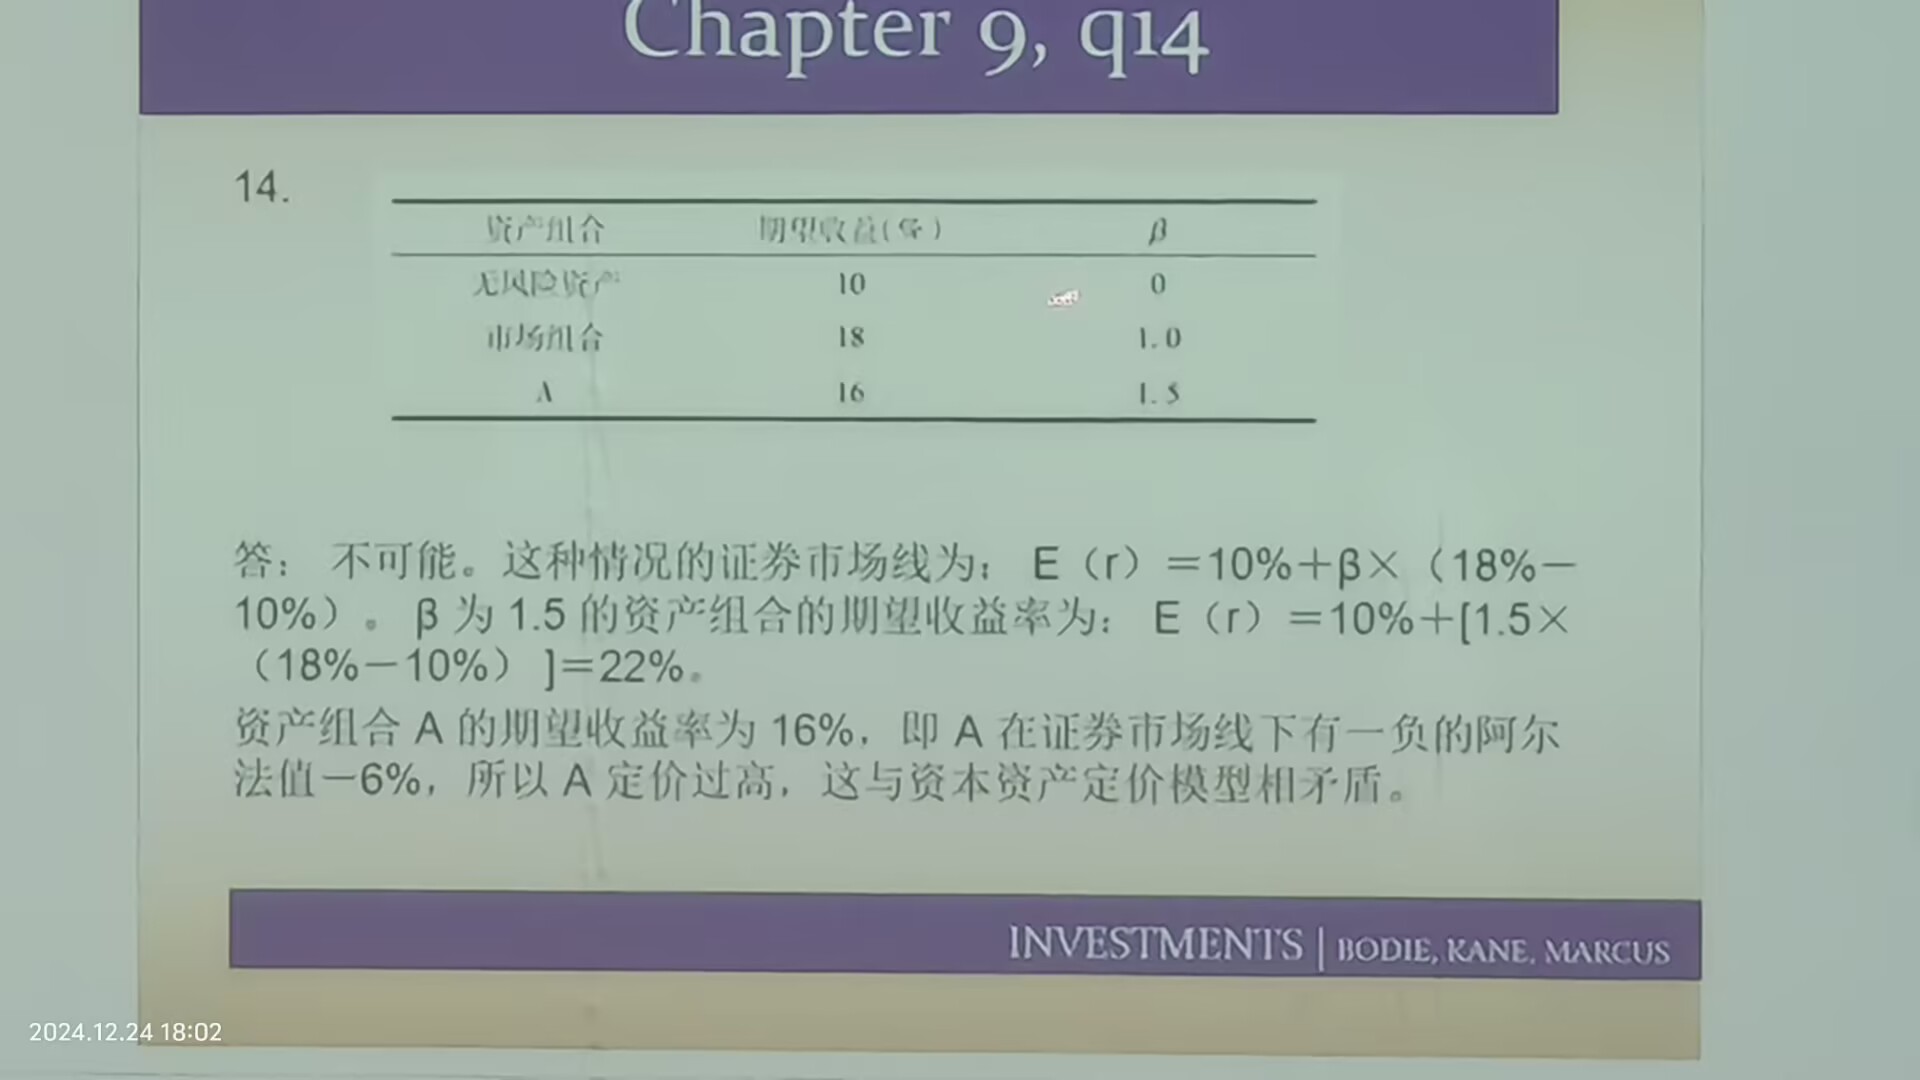 Chapter 9, q14
14.
资产组合 期望收益(%) β
无风险资产 10 0
市场组合 18 1.0
A 16 1.5
答： 不可能。这种情况的证券市场线为： E（r）＝10%＋β×（18%－
10%）。 β 为 1.5 的资产组合的期望收益率为： E（r）＝10%＋[1.5×
（18%－10%） ]＝22%。
资产组合 A 的期望收益率为 16%，即 A 在证券市场线下有一负的阿尔
法值－6%，所以 A 定价过高，这与资本资产定价模型相矛盾。
INVESTMENTS | BODIE, KANE, MARCUS
2024.12.24 18:02